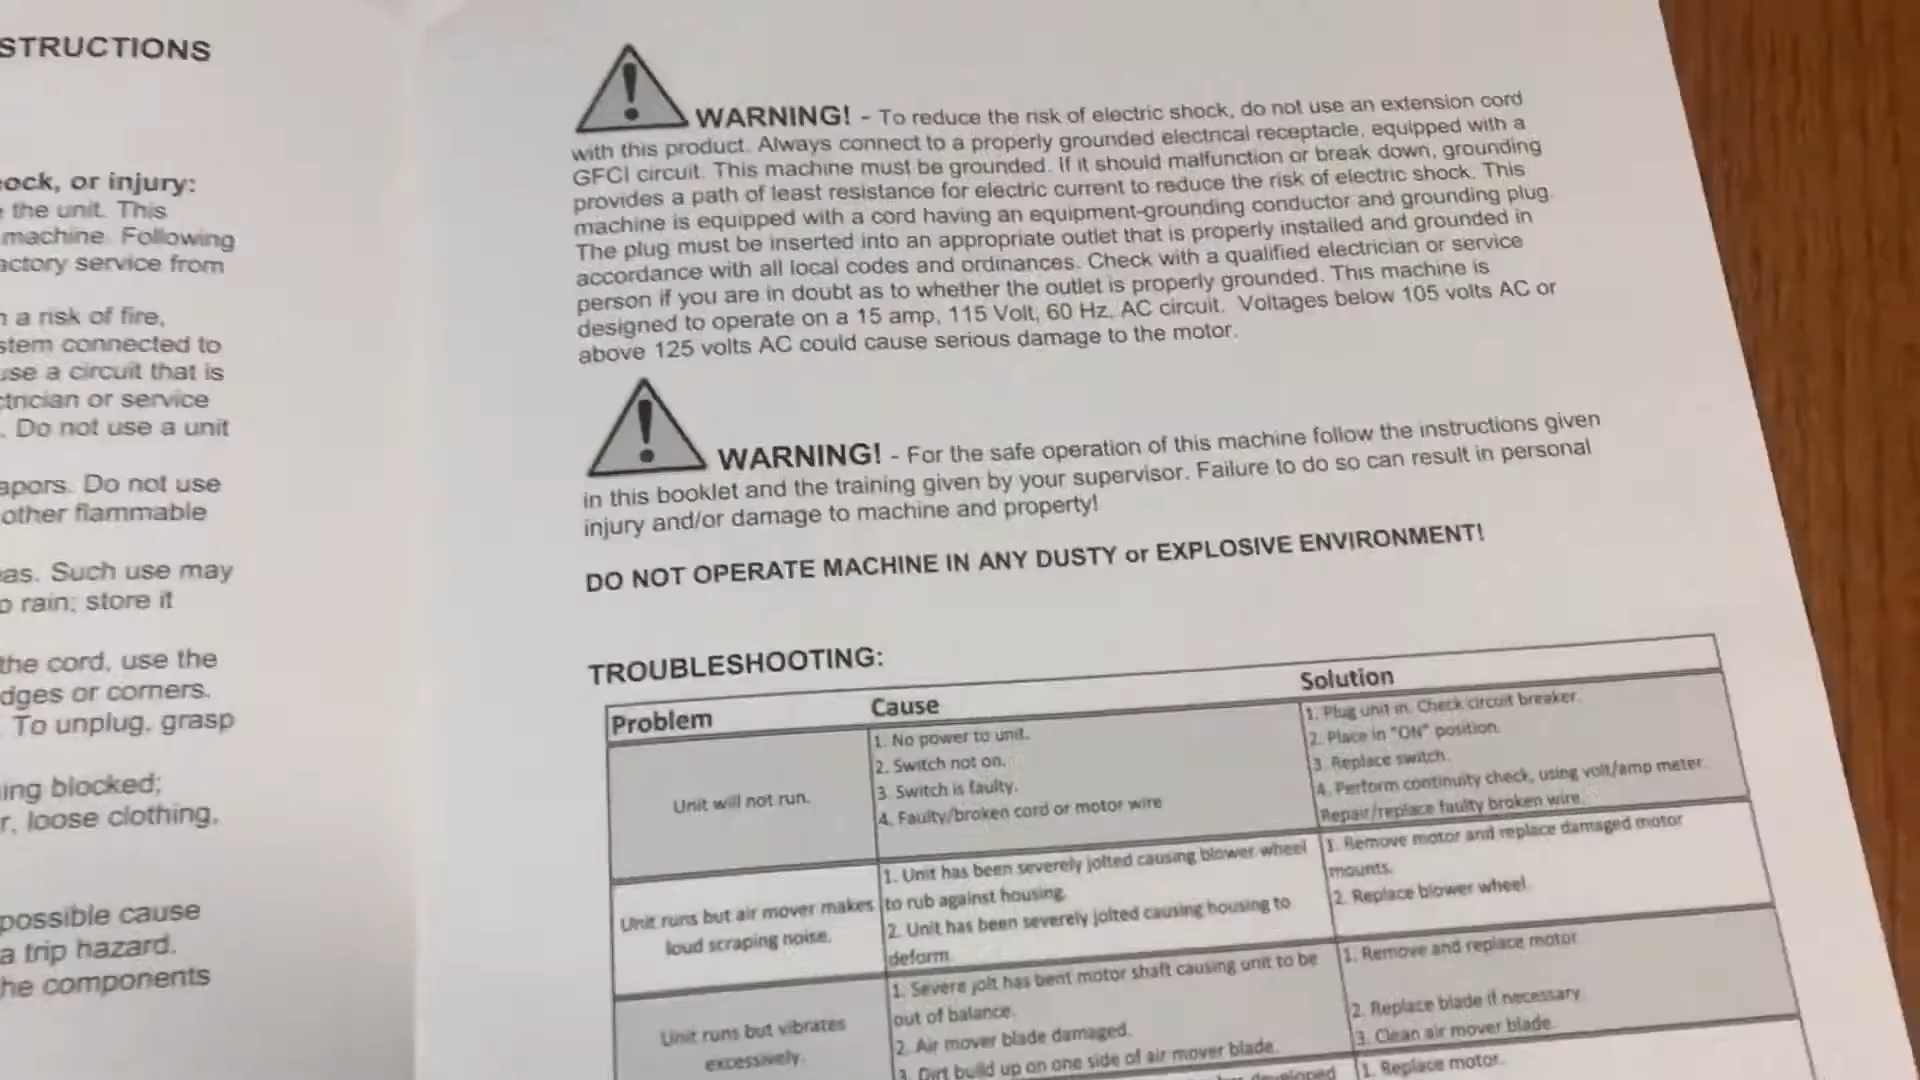 STRUCTIONS
ock, or injury:
the unit. This
machine. Following
actory service from
a risk of fire,
stem connected to
use a circuit that is
ctrician or service
. Do not use a unit
apors. Do not use
other flammable
eas. Such use may
o rain; store it
the cord, use the
dges or corners.
To unplug, grasp
ing blocked;
r, loose clothing,
possible cause
a trip hazard.
he components
WARNING! - To reduce the risk of electric shock, do not use an extension cord
with this product. Always connect to a properly grounded electrical receptacle, equipped with a
GFCI circuit. This machine must be grounded. If it should malfunction or break down, grounding
provides a path of least resistance for electric current to reduce the risk of electric shock. This
machine is equipped with a cord having an equipment-grounding conductor and grounding plug.
The plug must be inserted into an appropriate outlet that is properly installed and grounded in
accordance with all local codes and ordinances. Check with a qualified electrician or service
person if you are in doubt as to whether the outlet is properly grounded. This machine is
designed to operate on a 15 amp, 115 Volt, 60 Hz, AC circuit. Voltages below 105 volts AC or
above 125 volts AC could cause serious damage to the motor.
WARNING! - For the safe operation of this machine follow the instructions given
in this booklet and the training given by your supervisor. Failure to do so can result in personal
injury and/or damage to machine and property!
DO NOT OPERATE MACHINE IN ANY DUSTY or EXPLOSIVE ENVIRONMENT!
TROUBLESHOOTING:
Problem Cause Solution
Unit will not run.
1. No power to unit.
2. Switch not on.
3. Switch is faulty.
4. Faulty/broken cord or motor wire
1. Plug unit in. Check circuit breaker.
2. Place in "ON" position.
3. Replace switch.
4. Perform continuity check, using volt/amp meter.
Repair/replace faulty broken wire.
Unit runs but air mover makes
loud scraping noise.
1. Unit has been severely jolted causing blower wheel
to rub against housing.
2. Unit has been severely jolted causing housing to
deform.
1. Remove motor and replace damaged motor
mounts.
2. Replace blower wheel.
Unit runs but vibrates
excessively.
1. Severe jolt has bent motor shaft causing unit to be
out of balance.
2. Air mover blade damaged.
3. Dirt build up on one side of air mover blade.
1. Remove and replace motor.
2. Replace blade if necessary.
3. Clean air mover blade.
developed
1. Replace motor.